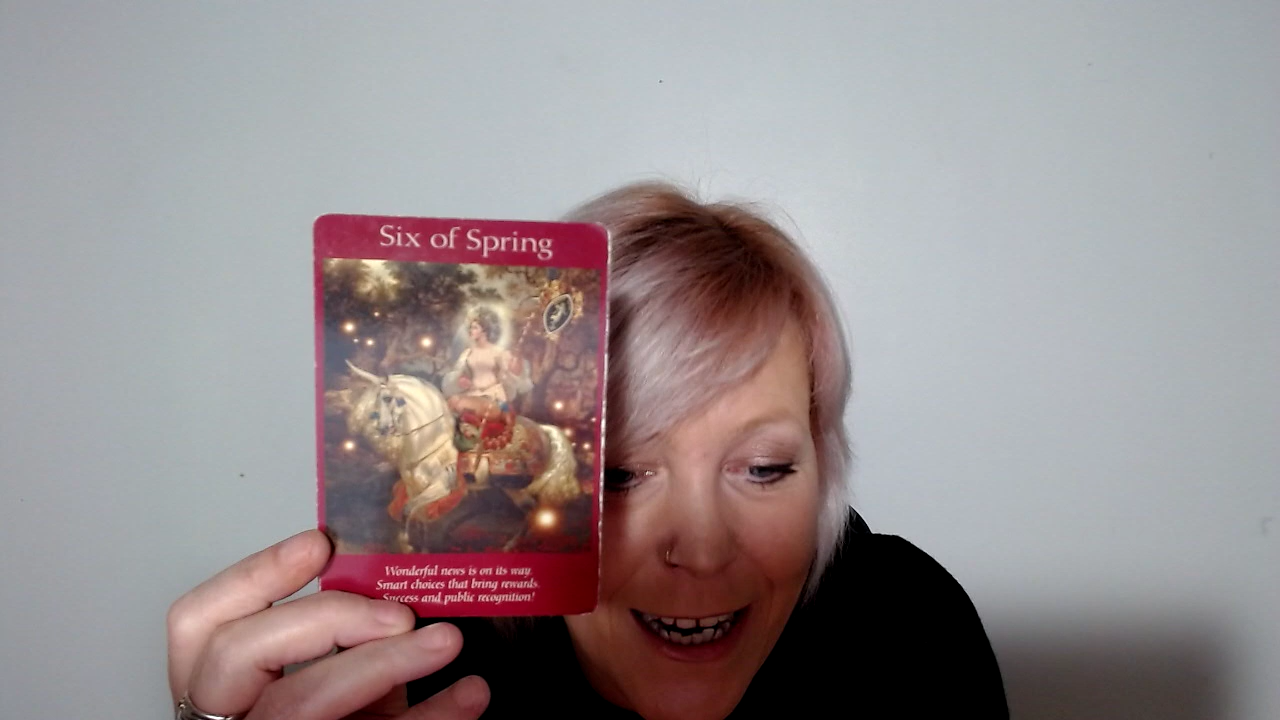 Six of Spring
Wonderful news is on its way.
Smart choices that bring rewards.
Success and public recognition!